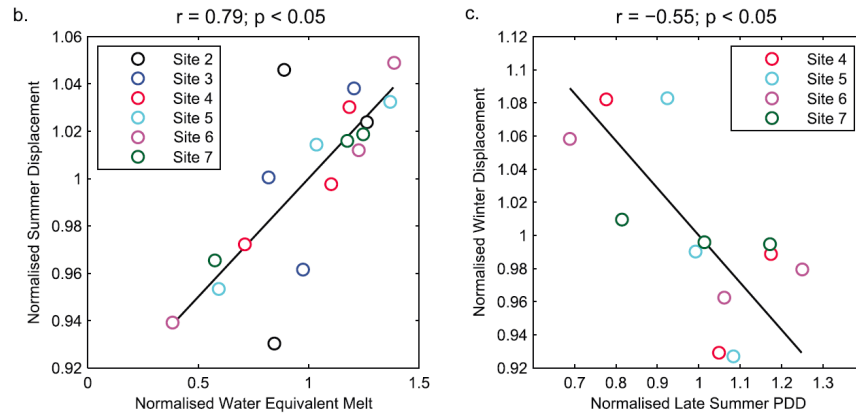 b.
r = 0.79; p < 0.05
1.06
1.04
1.02
1
0.98
0.96
0.94
0.92
0
0.5
1
1.5
Normalised Summer Displacement
Normalised Water Equivalent Melt
Site 2
Site 3
Site 4
Site 5
Site 6
Site 7
c.
r = −0.55; p < 0.05
1.12
1.1
1.08
1.06
1.04
1.02
1
0.98
0.96
0.94
0.92
0.7
0.8
0.9
1
1.1
1.2
1.3
Normalised Winter Displacement
Normalised Late Summer PDD
Site 4
Site 5
Site 6
Site 7